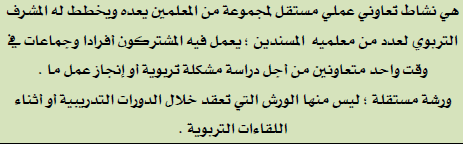 هي نشاط تعاوني عملي مستقل لمجموعة من المعلمين يعده ويخطط له المشرف
التربوي لعدد من معلميه المسندين ؛ يعمل فيه المشتركون أفرادا وجماعات في
وقت واحد متعاونين من أجل دراسة مشكلة تربوية أو إنجاز عمل ما .
ورشة مستقلة ؛ ليس منها الورش التي تعقد خلال الدورات التدريبية أو أثناء
اللقاءات التربوية .